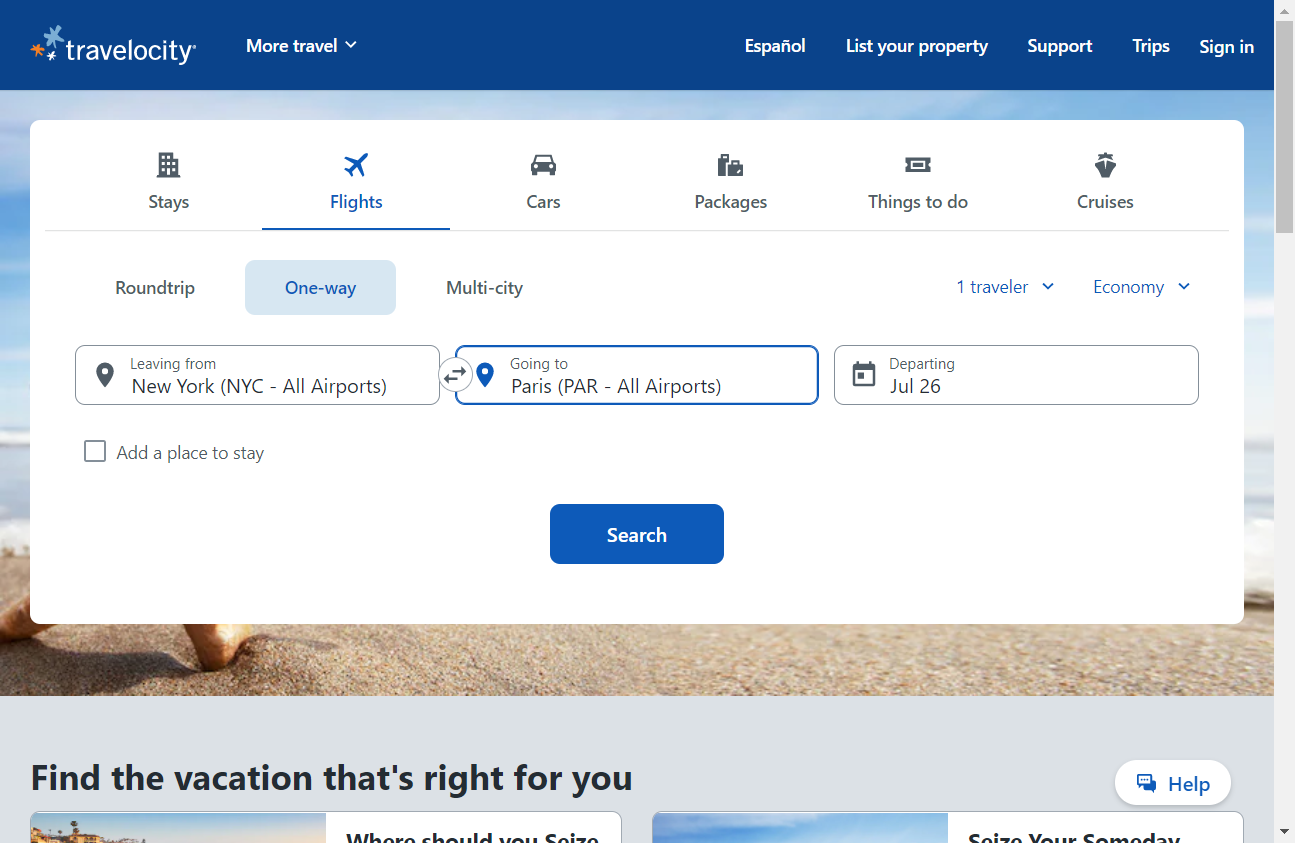 travelocity
More travel
Español
List your property
Support
Trips
Sign in
Stays
Flights
Cars
Packages
Things to do
Cruises
Roundtrip
One-way
Multi-city
1 traveler
Economy
Leaving from
New York (NYC - All Airports)
Going to
Paris (PAR - All Airports)
Departing
Jul 26
Add a place to stay
Search
Find the vacation that's right for you
Help
Where should you Seize
Seize Your Someday